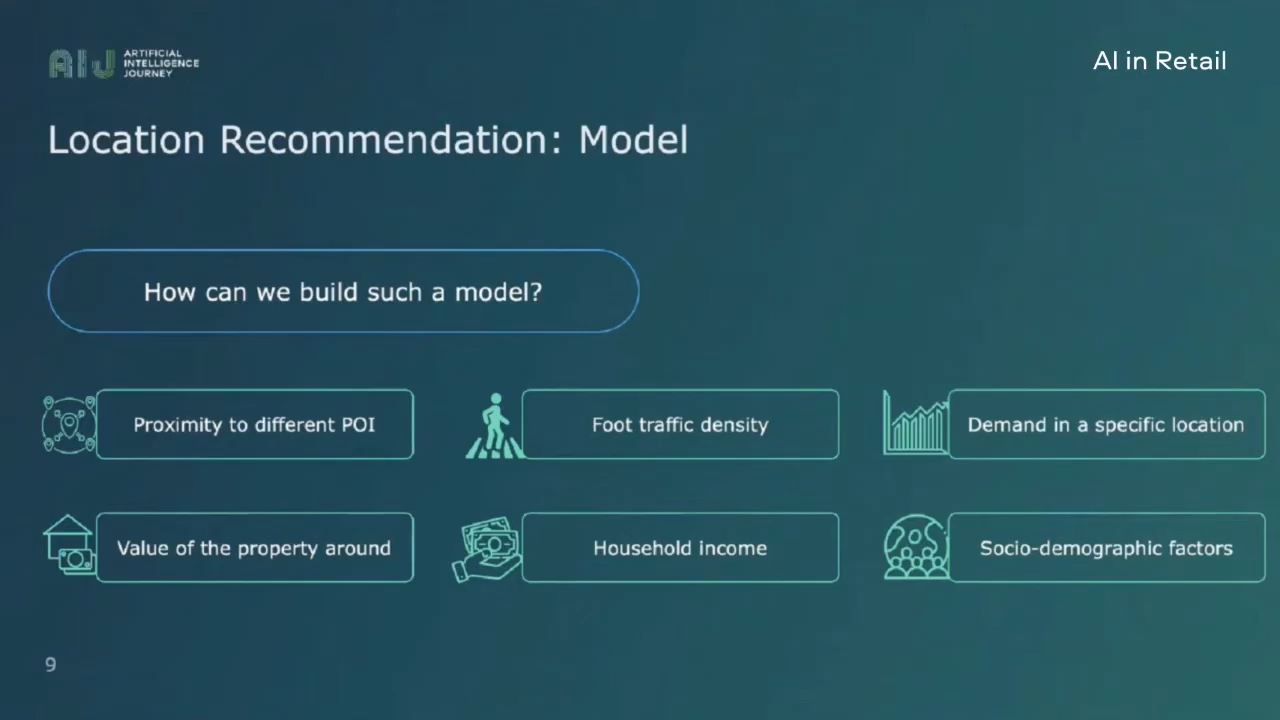 AIJ ARTIFICIAL
INTELLIGENCE
JOURNEY
AI in Retail
Location Recommendation: Model
How can we build such a model?
Proximity to different POI
Foot traffic density
Demand in a specific location
Value of the property around
Household income
Socio-demographic factors
9